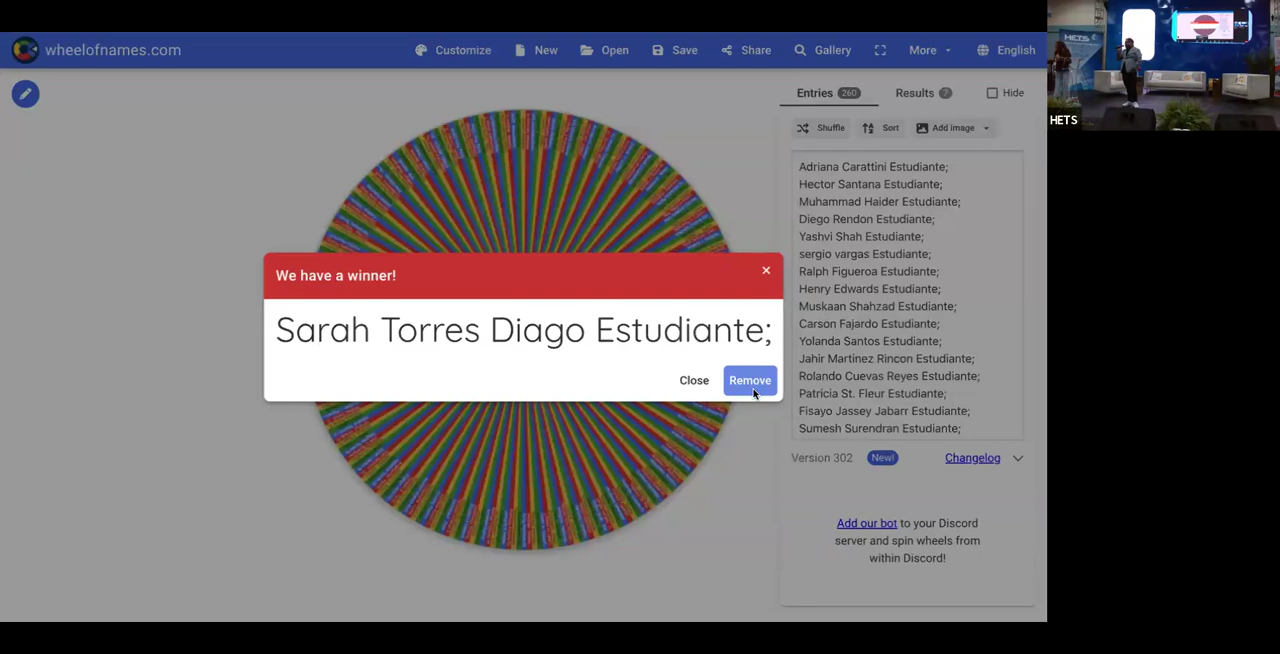 wheelofnames.com
Customize
New
Open
Save
Share
Gallery
More
English
Entries 260
Results 7
Hide
Shuffle
Sort
Add image
Adriana Carattini Estudiante;
Hector Santana Estudiante;
Muhammad Haider Estudiante;
Diego Rendon Estudiante;
Yashvi Shah Estudiante;
sergio vargas Estudiante;
Ralph Figueroa Estudiante;
Henry Edwards Estudiante;
Muskaan Shahzad Estudiante;
Carson Fajardo Estudiante;
Yolanda Santos Estudiante;
Jahir Martinez Rincon Estudiante;
Rolando Cuevas Reyes Estudiante;
Patricia St. Fleur Estudiante;
Fisayo Jassey Jabarr Estudiante;
Sumesh Surendran Estudiante;
We have a winner!
Sarah Torres Diago Estudiante;
Close
Remove
Version 302
New!
Changelog
Add our bot to your Discord
server and spin wheels from
within Discord!
HETS
HETS